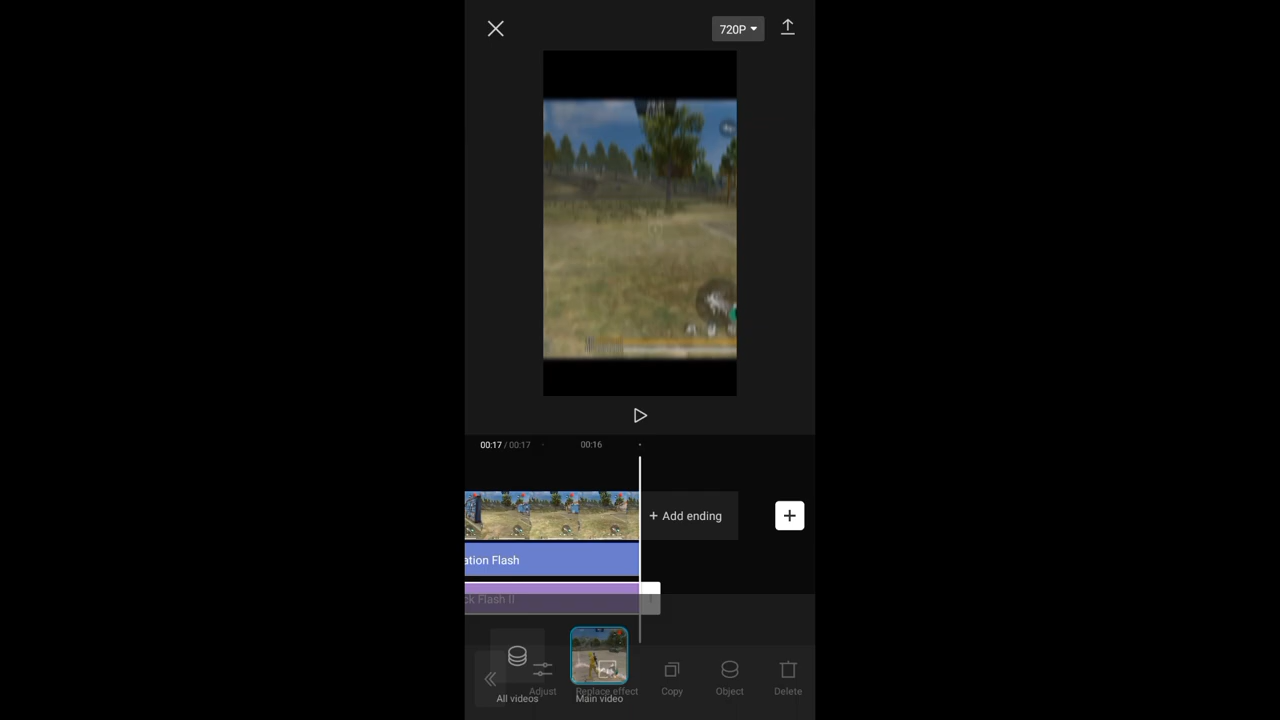 720P
00:17 / 00:17
00:16
+ Add ending
ation Flash
ck Flash II
Adjust
Replace effect
Copy
Object
Delete
All videos
Main video